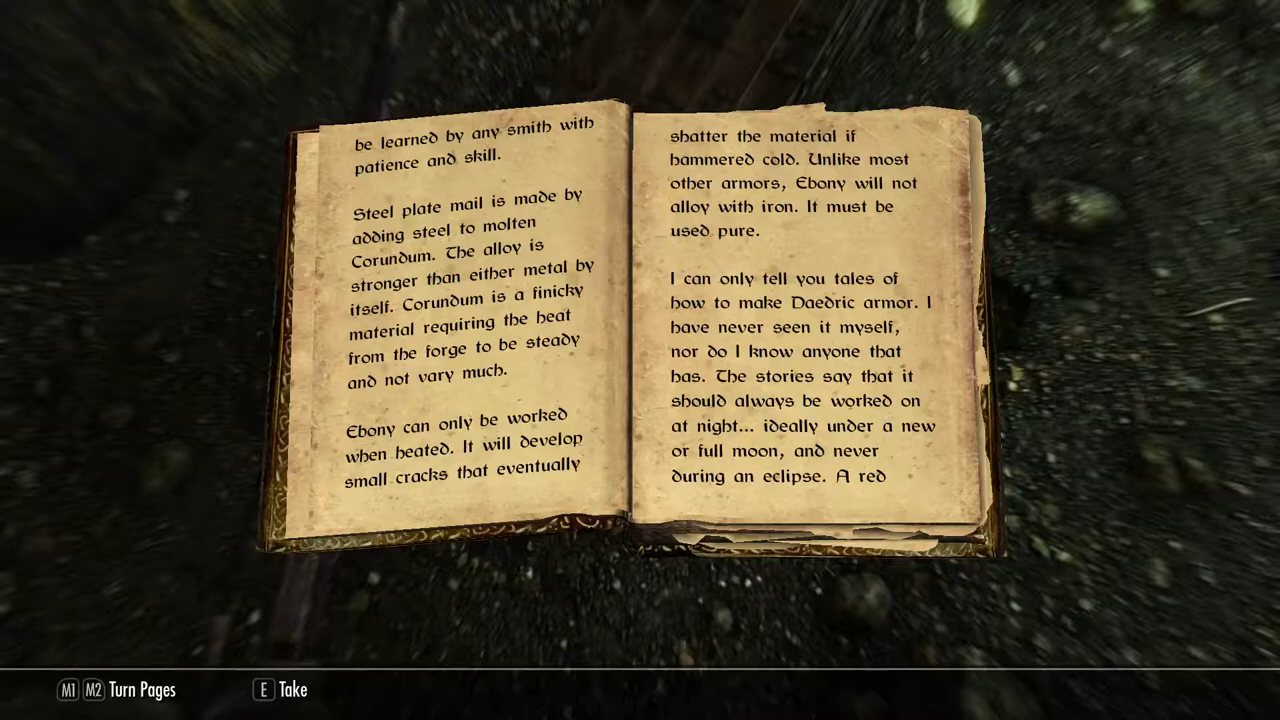 be learned by any smith with
patience and skill.
Steel plate mail is made by
adding steel to molten
Corundum. The alloy is
stronger than either metal by
itself. Corundum is a finicky
material requiring the heat
from the forge to be steady
and not vary much.
Ebony can only be worked
when heated. It will develop
small cracks that eventually
shatter the material if
hammered cold. Unlike most
other armors, Ebony will not
alloy with iron. It must be
used pure.
I can only tell you tales of
how to make Daedric armor. I
have never seen it myself,
nor do I know anyone that
has. The stories say that it
should always be worked on
at night... ideally under a new
or full moon, and never
during an eclipse. A red
M1 M2 Turn Pages
E Take